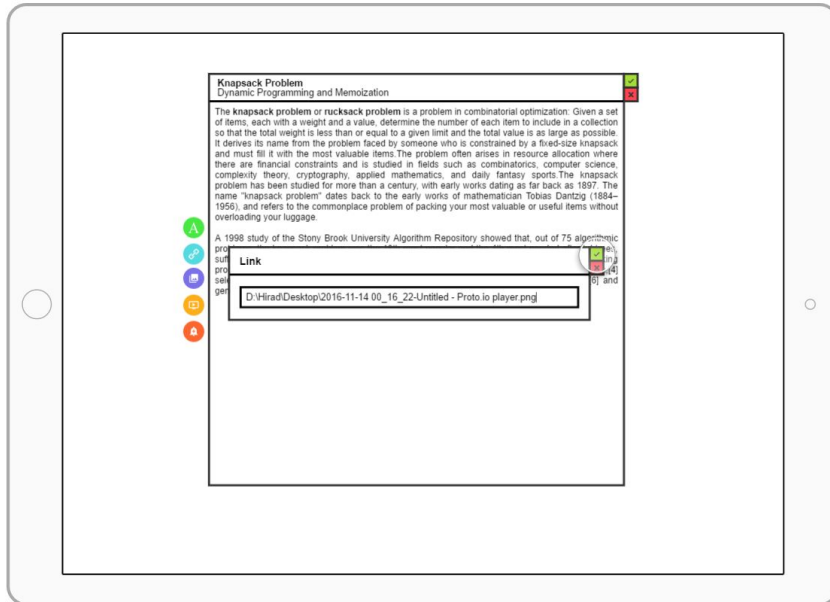 Knapsack Problem
Dynamic Programming and Memoization
The knapsack problem or rucksack problem is a problem in combinatorial optimization: Given a set
of items, each with a weight and a value, determine the number of each item to include in a collection
so that the total weight is less than or equal to a given limit and the total value is as large as possible.
It derives its name from the problem faced by someone who is constrained by a fixed-size knapsack
and must fill it with the most valuable items.The problem often arises in resource allocation where
there are financial constraints and is studied in fields such as combinatorics, computer science,
complexity theory, cryptography, applied mathematics, and daily fantasy sports.The knapsack
problem has been studied for more than a century, with early works dating as far back as 1897. The
name "knapsack problem" dates back to the early works of mathematician Tobias Dantzig (1884–
1956), and refers to the commonplace problem of packing your most valuable or useful items without
overloading your luggage.
A 1998 study of the Stony Brook University Algorithm Repository showed that, out of 75 algorithmic
A
Link
[4]
6] and
D:\Hirad\Desktop\2016-11-14 00_16_22-Untitled - Proto.io player.png